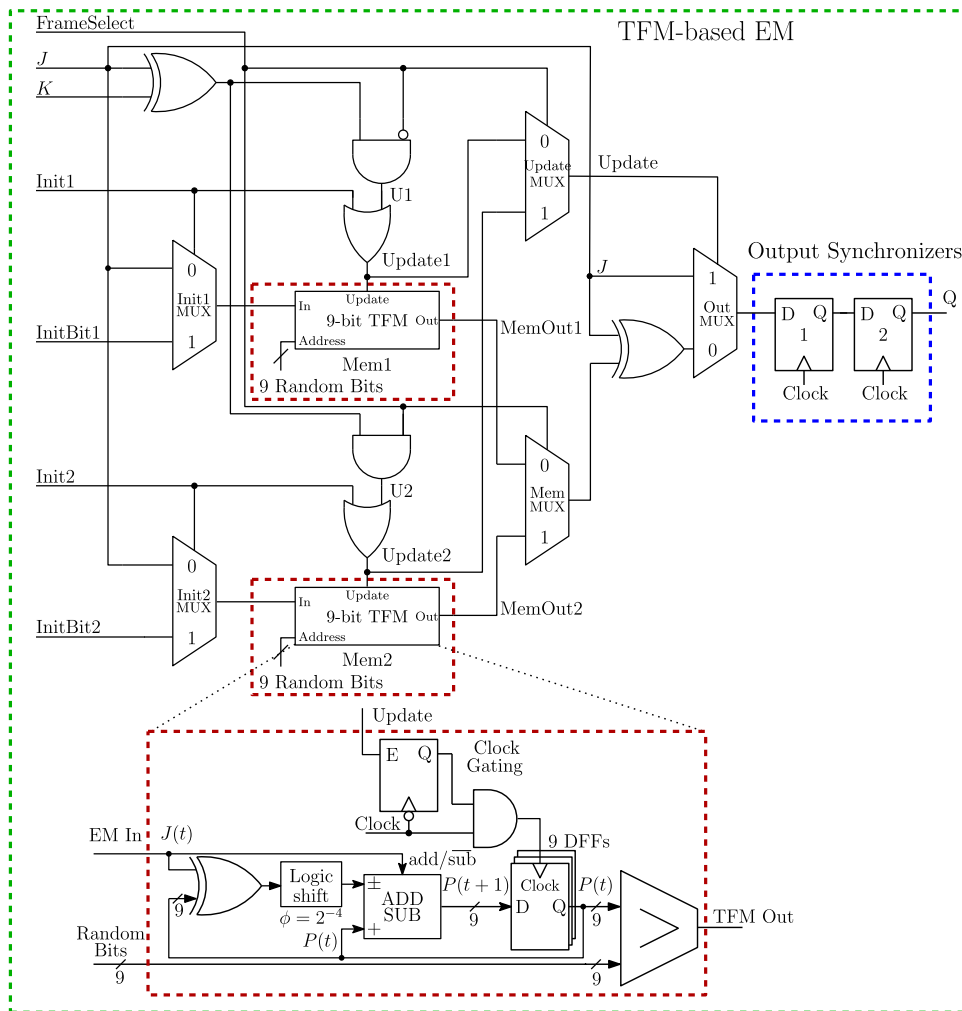 FrameSelect
TFM-based EM
J
K
0
Update
MUX
1
Update
Init1
U1
Update1
0
Init1
MUX
1
InitBit1
In
Update
9-bit TFM
Out
Address
Mem1
9 Random Bits
MemOut1
J
1
Out
MUX
0
Output Synchronizers
D
Q
1
Clock
D
Q
2
Clock
Q
0
Mem
MUX
1
Init2
U2
Update2
0
Init2
MUX
1
InitBit2
In
Update
9-bit TFM
Out
Address
Mem2
9 Random Bits
MemOut2
Update
E
Q
Clock
Gating
Clock
EM In
J(t)
add/s̅u̅b̅
9 DFFs
9
Logic
shift
ϕ = 2⁻⁴
±
ADD
SUB
+
P(t)
P(t+1)
9
Clock
D
Q
P(t)
9
TFM Out
Random
Bits
9
9
>